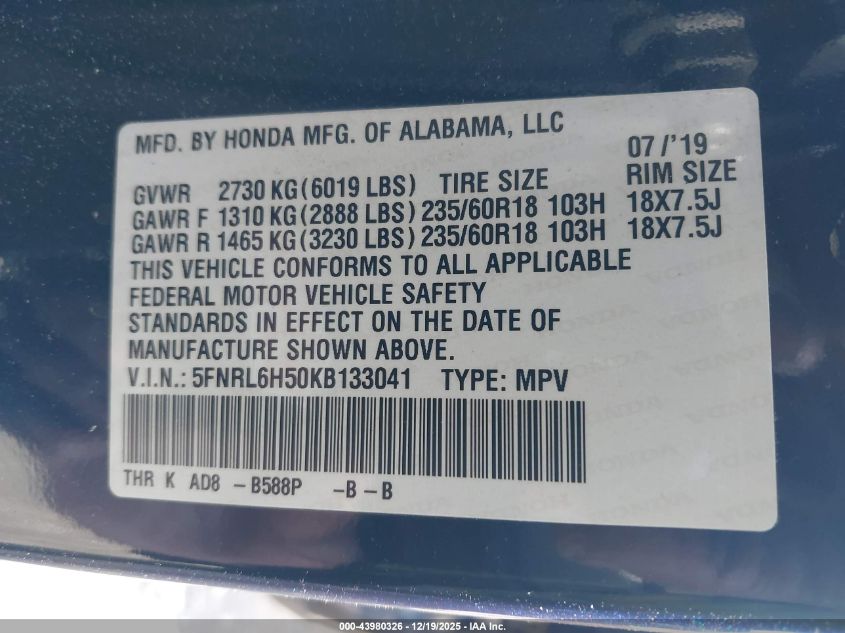 MFD. BY HONDA MFG. OF ALABAMA, LLC 07/'19
GVWR 2730 KG(6019 LBS) TIRE SIZE RIM SIZE
GAWR F 1310 KG(2888 LBS) 235/60R18 103H 18X7.5J
GAWR R 1465 KG(3230 LBS) 235/60R18 103H 18X7.5J
THIS VEHICLE CONFORMS TO ALL APPLICABLE
FEDERAL MOTOR VEHICLE SAFETY
STANDARDS IN EFFECT ON THE DATE OF
MANUFACTURE SHOWN ABOVE.
V.I.N.: 5FNRL6H50KB133041 TYPE: MPV
THR K AD8 -B588P -B-B
000-43980326 - 12/19/2025 - IAA Inc.